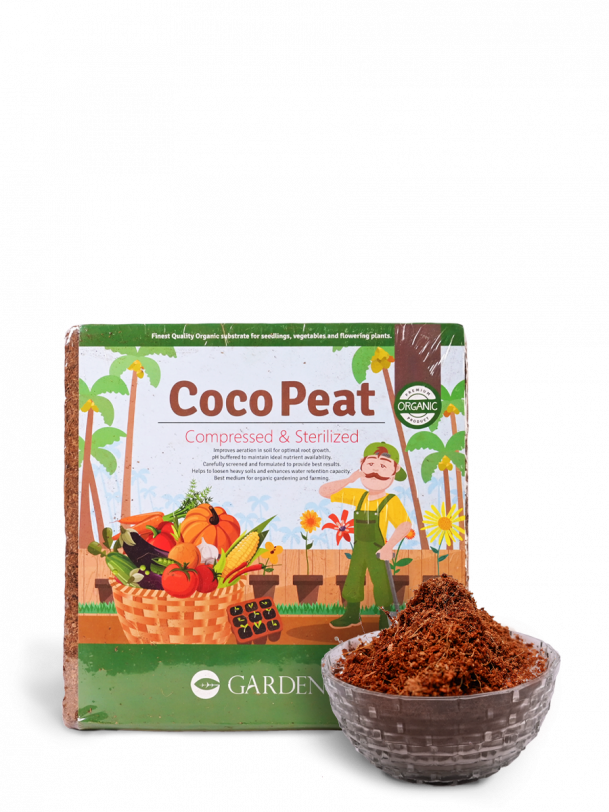 Finest Quality Organic substrate for seedlings, vegetables and flowering plants.
Coco Peat
PREMIUM
ORGANIC
PRODUCT
Compressed & Sterilized
Improves aeration in soil for optimal root growth.
pH buffered to maintain ideal nutrient availability.
Carefully screened and formulated to provide best results.
Helps to loosen heavy soils and enhances water retention capacity.
Best medium for organic gardening and farming.
GARDEN